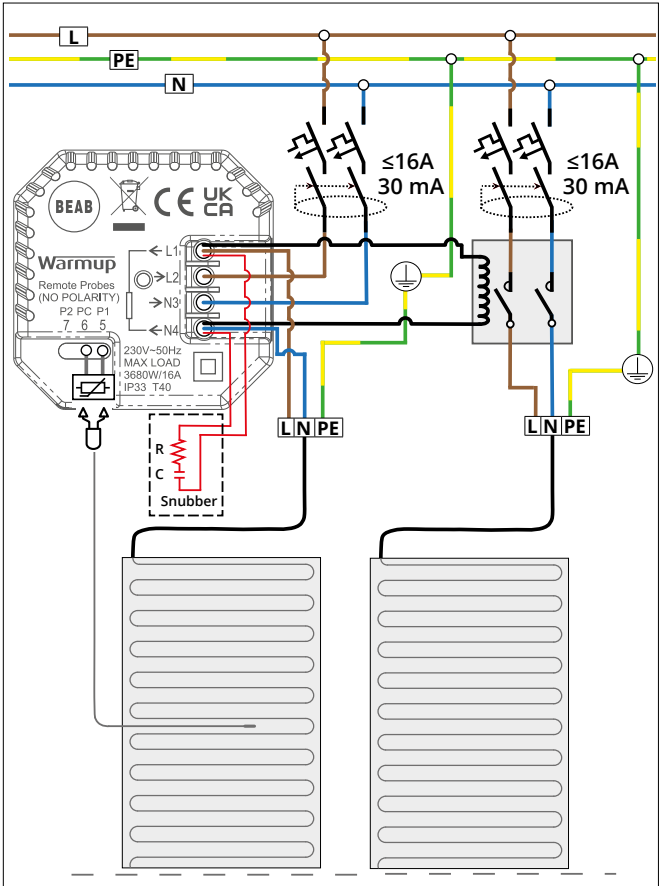 L
PE
N
≤16A
30 mA
≤16A
30 mA
BEAB
CE UK
CA
Warmup
Remote Probes
(NO POLARITY)
P2 PC P1
7 6 5
L1
L2
N3
N4
230V~50Hz
MAX LOAD
3680W/16A
IP33 T40
R
C
Snubber
L N PE
L N PE